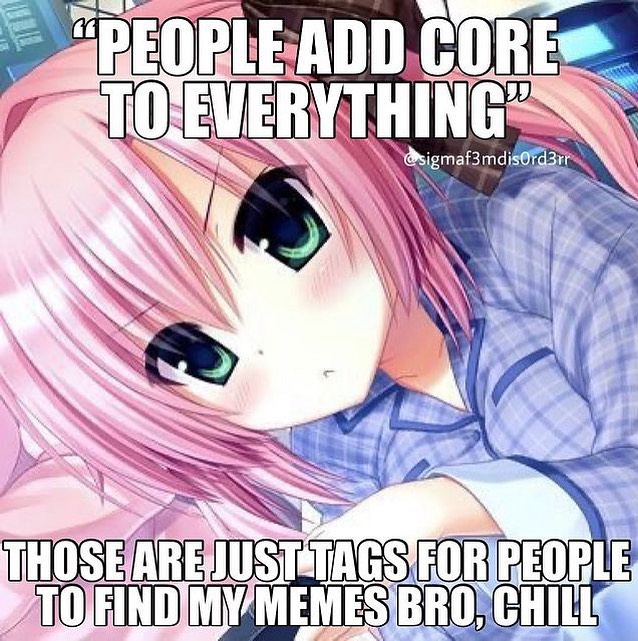 “PEOPLE ADD CORE
TO EVERYTHING”
@sigmaf3mdis0rd3rr
THOSE ARE JUST TAGS FOR PEOPLE
TO FIND MY MEMES BRO, CHILL